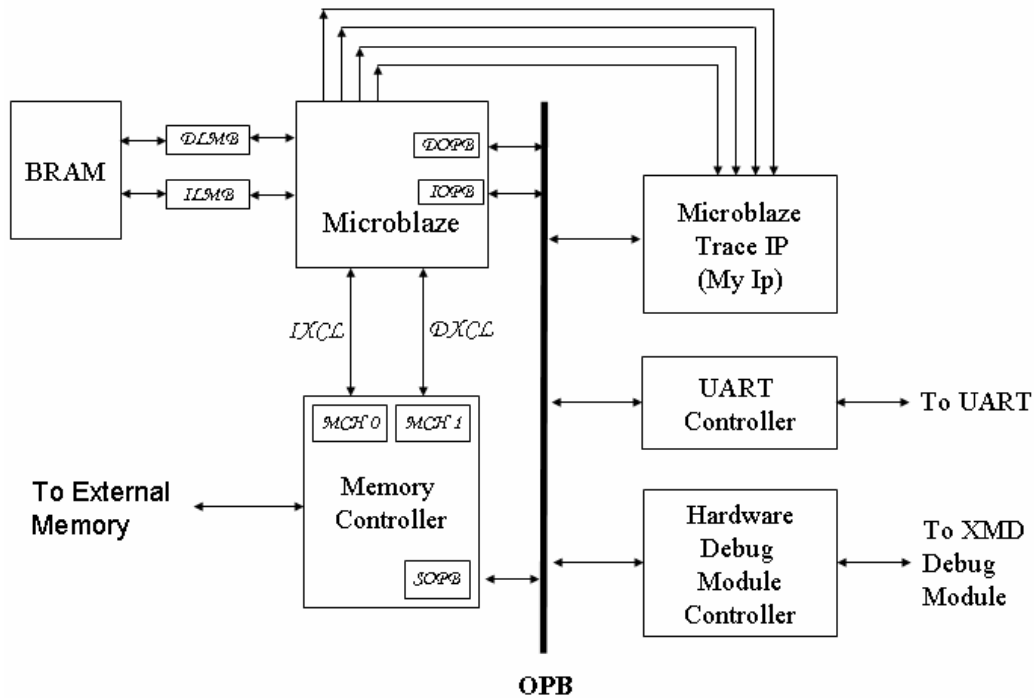 BRAM
DLMB
ILMB
DOPB
IOPB
Microblaze
Microblaze
Trace IP
(My Ip)
IXCL
DXCL
MCH 0
MCH 1
Memory
Controller
SOPB
To External
Memory
UART
Controller
To UART
Hardware
Debug
Module
Controller
To XMD
Debug
Module
OPB